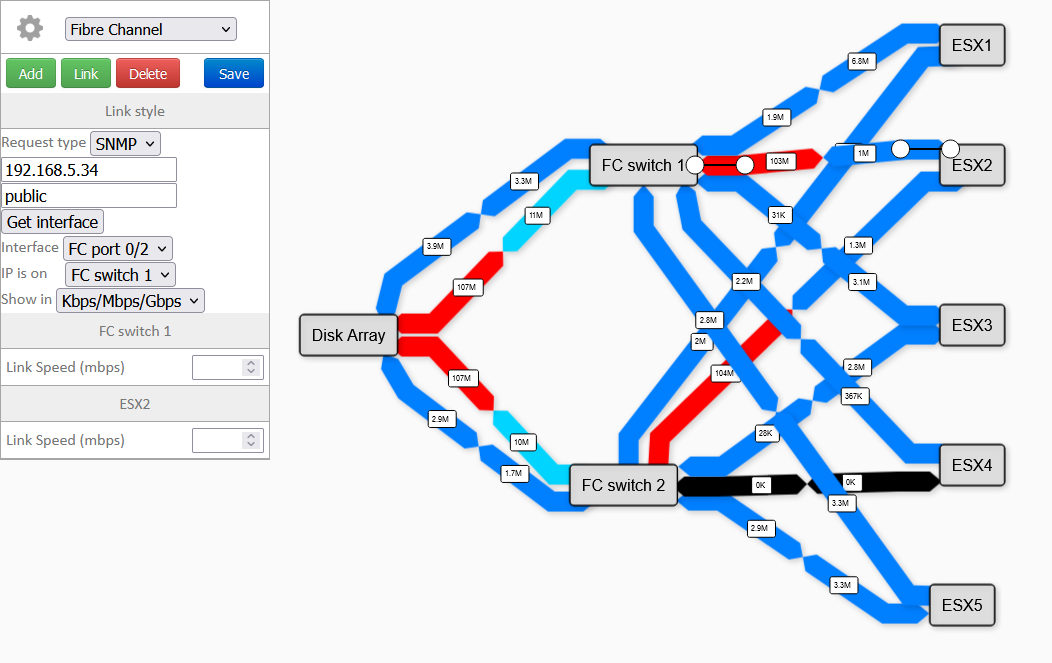 Fibre Channel
Add Link Delete Save
Link style
Request type SNMP
192.168.5.34
public
Get interface
Interface FC port 0/2
IP is on FC switch 1
Show in Kbps/Mbps/Gbps
FC switch 1
Link Speed (mbps)
ESX2
Link Speed (mbps)
ESX1
6.8M
1.9M
FC switch 1
103M
1M
ESX2
3.3M
11M
31K
3.9M
1.3M
107M
2.2M
3.1M
Disk Array
2.8M
ESX3
2M
107M
104M
2.8M
367K
2.9M
28K
10M
ESX4
1.7M
FC switch 2
0K
0K
3.3M
2.9M
3.3M
ESX5